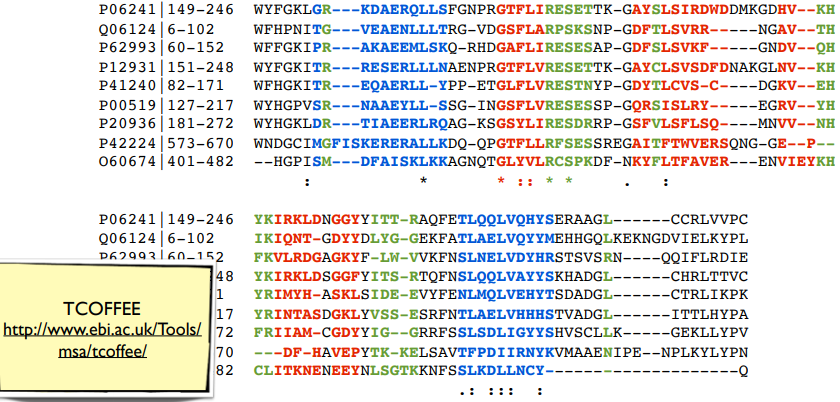 P06241|149-246 WYFGKLGR---KDAERQLLSFGNPRGTFLIRESETTK-GAYSLSIRDWDDMKGDHV--KH
Q06124|6-102 WFHPNITG---VEAENLLLTRG-VDGSFLARPSKSNP-GDFTLSVRR-----NGAV--TH
P62993|60-152 WFFGKIPR---AKAEEMLSKQ-RHDGAFLIRESESAP-GDFSLSVKF-----GNDV--QH
P12931|151-248 WYFGKITR---RESERLLLNAENPRGTFLVRESETTK-GAYCLSVSDFDNAKGLNV--KH
P41240|82-171 WFHGKITR---EQAERLL-YPP-ETGLFLVRESTNYP-GDYTLCVS-C----DGKV--EH
P00519|127-217 WYHGPVSR---NAAEYLL-SSG-INGSFLVRESESSP-GQRSISLRY-----EGRV--YH
P20936|181-272 WYHGKLDR---TIAEERLRQAG-KSGSYLIRESDRRP-GSFVLSFLSQ----MNVV--NH
P42224|573-670 WNDGCIMGFISKERERALLKDQ-QPGTFLLRFSESSREGAITFTWVERSQNG-GE--P--
O60674|401-482 --HGPISM---DFAISKLKKAGNQTGLYVLRCSPKDF-NKYFLTFAVER---ENVIEYKH
: * * :: * * . :
P06241|149-246 YKIRKLDNGGYYITT-RAQFETLQQLVQHYSERAAGL------CCRLVVPC
Q06124|6-102 IKIQNT-GDYYDLYG-GEKFATLAELVQYYMEHHGQLKEKNGDVIELKYPL
P62993|60-152 FKVLRDGAGKYF-LW-VVKFNSLNELVDYHRSTSVSRN----QQIFLRDIE
48 YKIRKLDSGGFYITS-RTQFNSLQQLVAYYSKHADGL------CHRLTTVC
1 YRIMYH-ASKLSIDE-EVYFENLMQLVEHYTSDADGL------CTRLIKPK
17 YRINTASDGKLYVSS-ESRFNTLAELVHHHSTVADGL------ITTLHYPA
72 FRIIAM-CGDYYIG--GRRFSSLSDLIGYYSHVSCLLK-----GEKLLYPV
70 ---DF-HAVEPYTK-KELSAVTFPDIIRNYKVMAAENIPE--NPLKYLYPN
82 CLITKNENEEYNLSGTKKNFSSLKDLLNCY-------------------Q
.: ::: :
TCOFFEE
http://www.ebi.ac.uk/Tools/
msa/tcoffee/